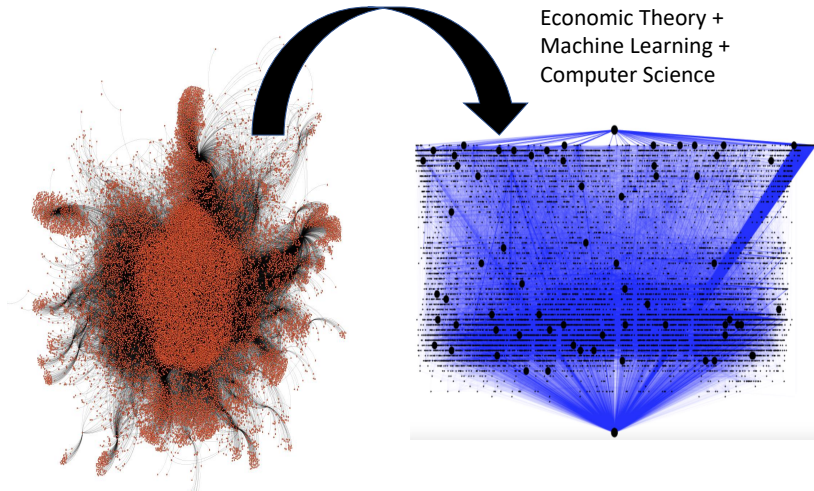 Economic Theory +
Machine Learning +
Computer Science